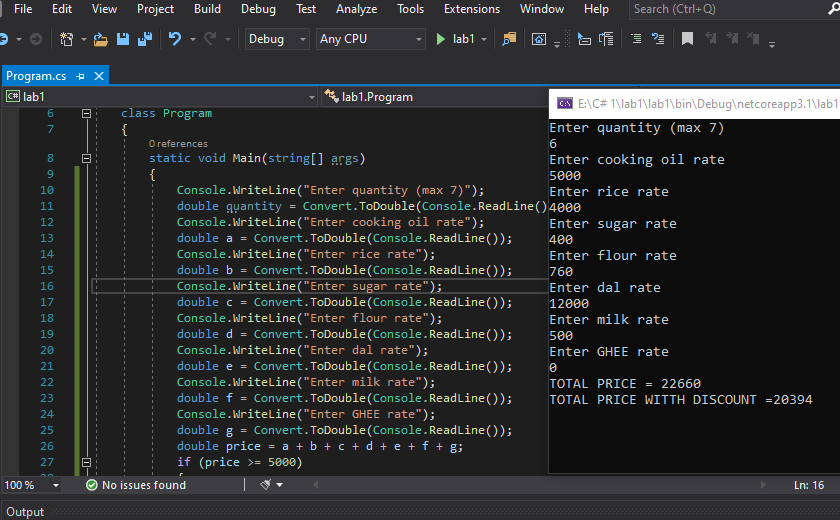 File Edit View Project Build Debug Test Analyze Tools Extensions Window Help Search (Ctrl+Q)
Debug Any CPU lab1
Program.cs
C# lab1 lab1.Program
6 class Program
7 {
0 references
8 static void Main(string[] args)
9 {
10 Console.WriteLine("Enter quantity (max 7)");
11 double quantity = Convert.ToDouble(Console.ReadLine()
12 Console.WriteLine("Enter cooking oil rate");
13 double a = Convert.ToDouble(Console.ReadLine());
14 Console.WriteLine("Enter rice rate");
15 double b = Convert.ToDouble(Console.ReadLine());
16 Console.WriteLine("Enter sugar rate");
17 double c = Convert.ToDouble(Console.ReadLine());
18 Console.WriteLine("Enter flour rate");
19 double d = Convert.ToDouble(Console.ReadLine());
20 Console.WriteLine("Enter dal rate");
21 double e = Convert.ToDouble(Console.ReadLine());
22 Console.WriteLine("Enter milk rate");
23 double f = Convert.ToDouble(Console.ReadLine());
24 Console.WriteLine("Enter GHEE rate");
25 double g = Convert.ToDouble(Console.ReadLine());
26 double price = a + b + c + d + e + f + g;
27 if (price >= 5000)
E:\C# 1\lab1\lab1\bin\Debug\netcoreapp3.1\lab1
Enter quantity (max 7)
6
Enter cooking oil rate
5000
Enter rice rate
4000
Enter sugar rate
400
Enter flour rate
760
Enter dal rate
12000
Enter milk rate
500
Enter GHEE rate
0
TOTAL PRICE = 22660
TOTAL PRICE WITTH DISCOUNT =20394
100 % No issues found Ln: 16
Output